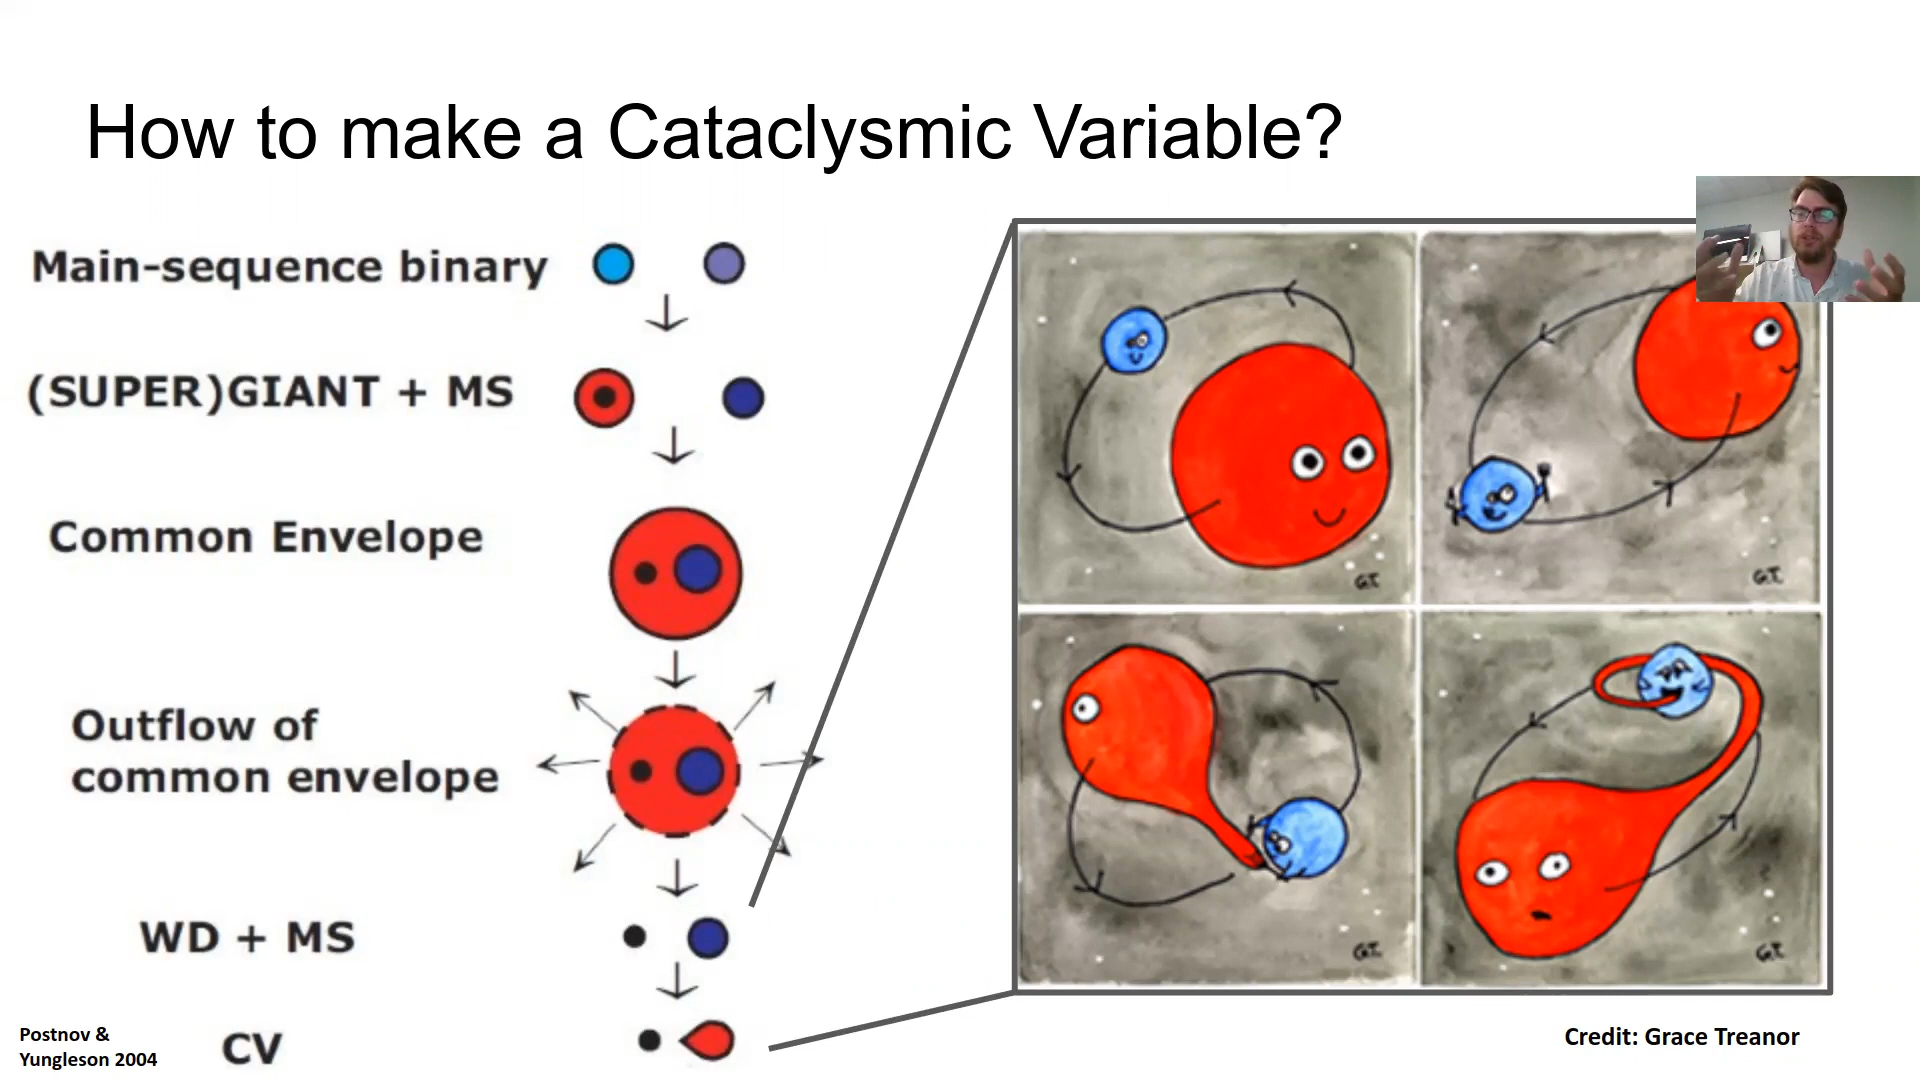 How to make a Cataclysmic Variable?
Main-sequence binary
(SUPER)GIANT + MS
Common Envelope
Outflow of
common envelope
WD + MS
CV
Postnov &
Yungleson 2004
G.T.
G.T.
G.T.
G.T.
Credit: Grace Treanor